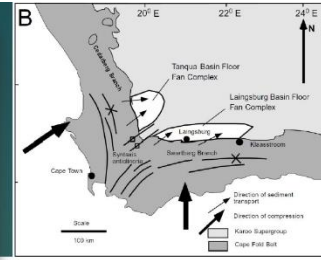 B
20° E
22° E
24° E
N
Cederberg Branch
Tanqua Basin Floor
Fan Complex
Laingsburg Basin Floor
Fan Complex
Laingsburg
Kleasstroom
Syntaxis
Swartberg Branch
Cape Town
Scale
100 km
Direction of sediment
transport
Direction of compression
Karoo Supergroup
Cape Fold Belt